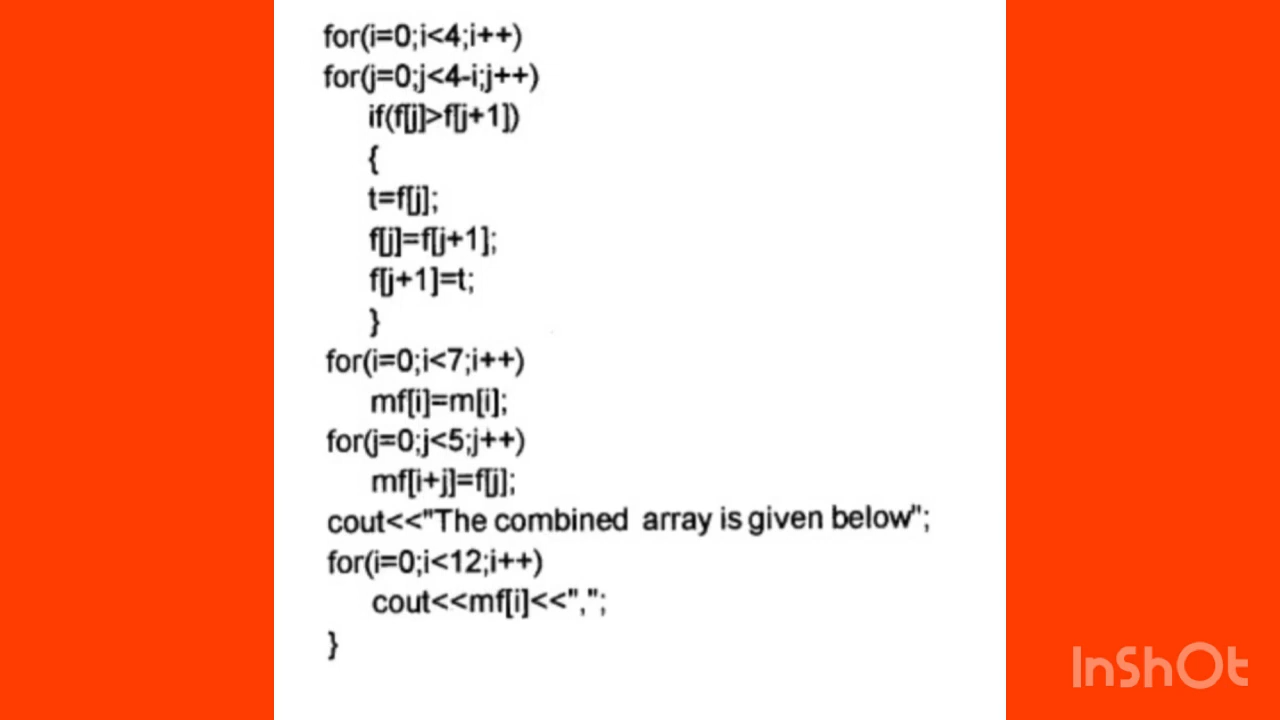 for(i=0;i<4;i++)
for(j=0;j<4-i;j++)
if(f[j]>f[j+1])
{
t=f[j];
f[j]=f[j+1];
f[j+1]=t;
}
for(i=0;i<7;i++)
mf[i]=m[i];
for(j=0;j<5;j++)
mf[i+j]=f[j];
cout<<"The combined array is given below";
for(i=0;i<12;i++)
cout<<mf[i]<<",";
}
InShOt